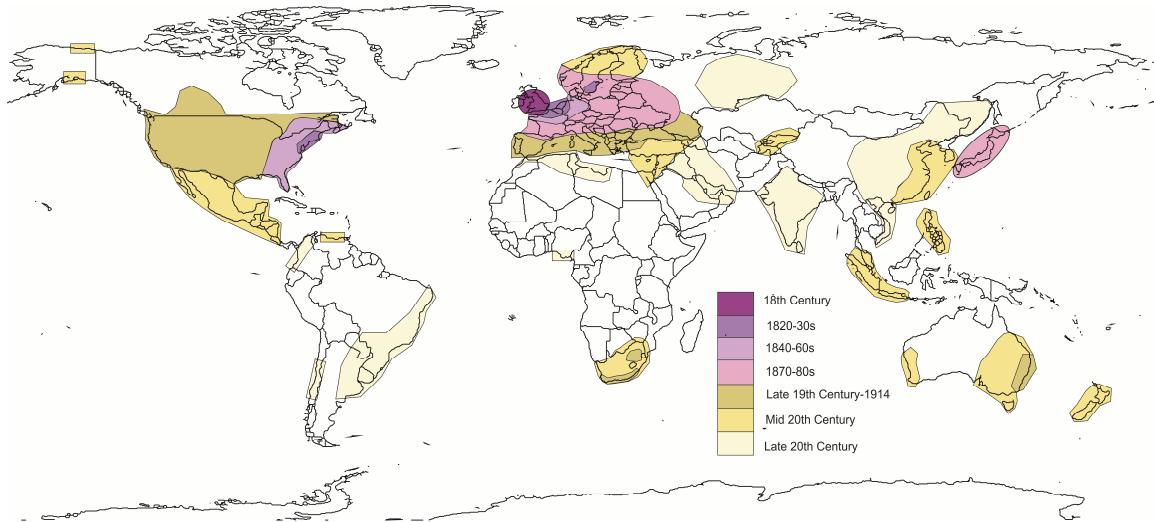 18th Century
1820-30s
1840-60s
1870-80s
Late 19th Century-1914
Mid 20th Century
Late 20th Century